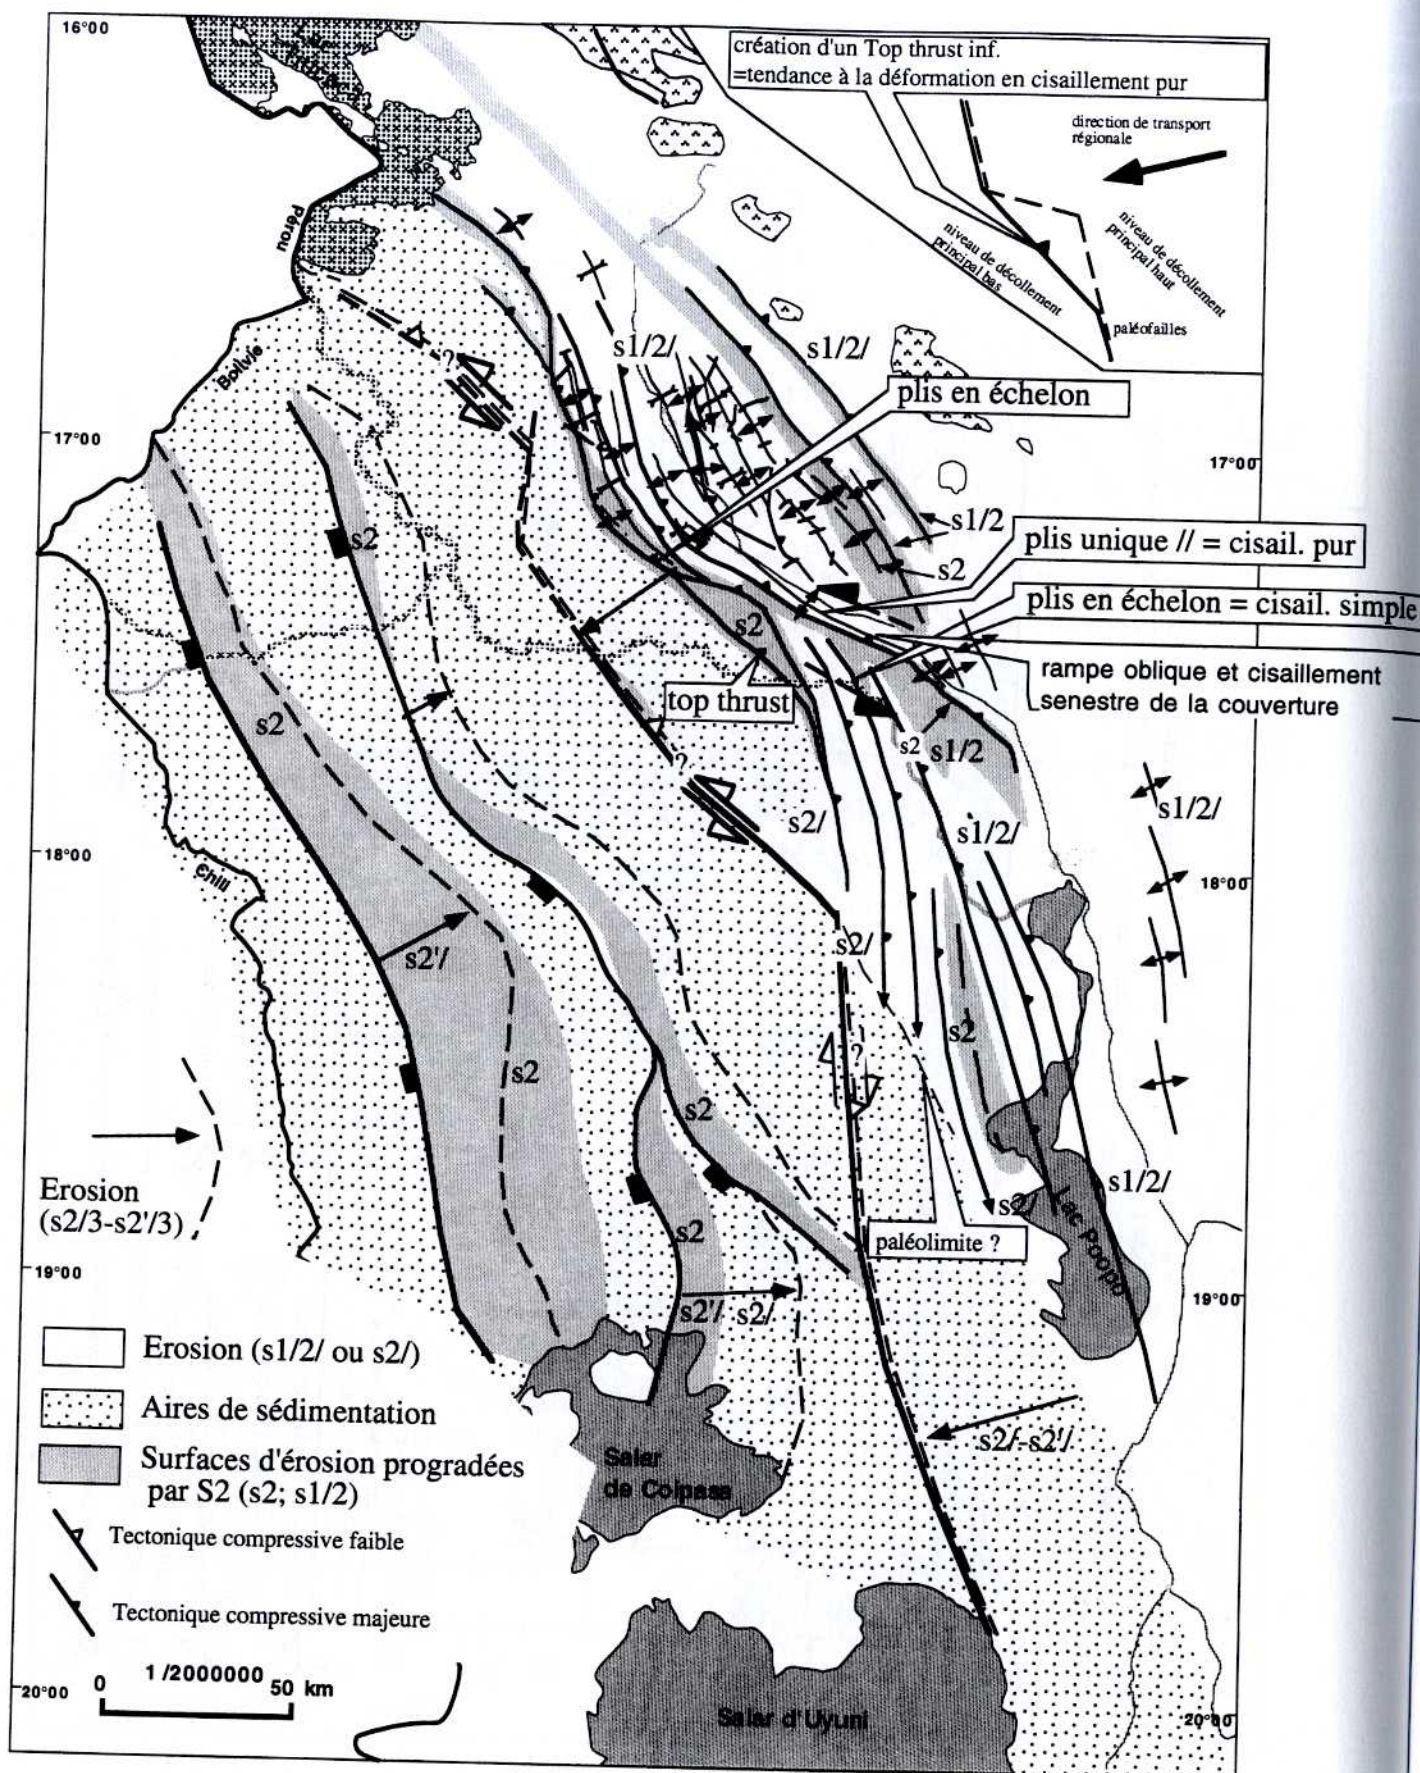 16°00
création d'un Top thrust inf.
=tendance à la déformation en cisaillement pur
direction de transport
régionale
niveau de décollement
principal bas
niveau de décollement
principal haut
paléofailles
Pérou
Bolivie
?
s1/2/
s1/2/
plis en échelon
17°00
17°00
s2
s1/2
s2
plis unique // = cisail. pur
plis en échelon = cisail. simple
s2
rampe oblique et cisaillement
senestre de la couverture
top thrust
s2
s2
s1/2
?
s1/2/
s2/
s1/2/
18°00
18°00
Chili
s2/
s2'/
s2
?
s2
s2
Erosion
(s2/3-s2'/3)
s1/2/
s2/
s2
paléolimite ?
Lac Poopo
19°00
19°00
s2'/
s2/
Erosion (s1/2/ ou s2/)
Aires de sédimentation
s2/-s2'/
Surfaces d'érosion progradées
par S2 (s2; s1/2)
Salar
de Coipasa
Tectonique compressive faible
Tectonique compressive majeure
1 /2000000
0
50 km
20°00
20°00
Salar d'Uyuni